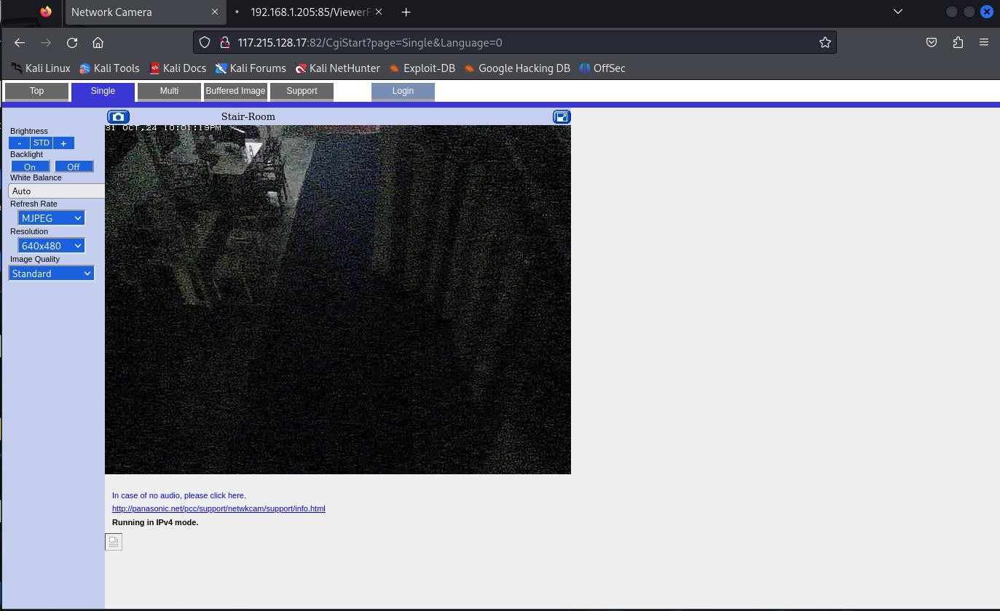 Network Camera
192.168.1.205:85/ViewerF
117.215.128.17:82/CgiStart?page=Single&Language=0
Kali Linux Kali Tools Kali Docs Kali Forums Kali NetHunter Exploit-DB Google Hacking DB OffSec
Top Single Multi Buffered Image Support Login
Stair-Room
31 OCT,24 10:01:19PM
Brightness
- STD +
Backlight
On Off
White Balance
Auto
Refresh Rate
MJPEG
Resolution
640x480
Image Quality
Standard
In case of no audio, please click here.
http://panasonic.net/pcc/support/netwkcam/support/info.html
Running in IPv4 mode.